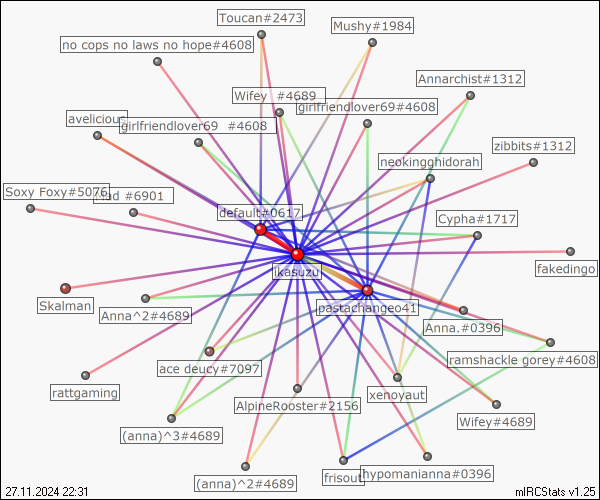 Toucan#2473
Mushy#1984
no cops no laws no hope#4608
Annarchist#1312
Wifey #4689
girlfriendlover69#4608
avelicious
girlfriendlover69 #4608
zibbits#1312
neokingghidorah
Soxy Foxy#5076
#6901
default#0617
Cypha#1717
ikasuzu
fakedingo
Skalman
Anna^2#4689
pastachangeo41
Anna.#0396
ramshackle gorey#4608
ace deucy#7097
rattgaming
xenoyaut
AlpineRooster#2156
Wifey#4689
(anna)^3#4689
frisout
hypomanianna#0396
(anna)^2#4689
27.11.2024 22:31
mIRCStats v1.25